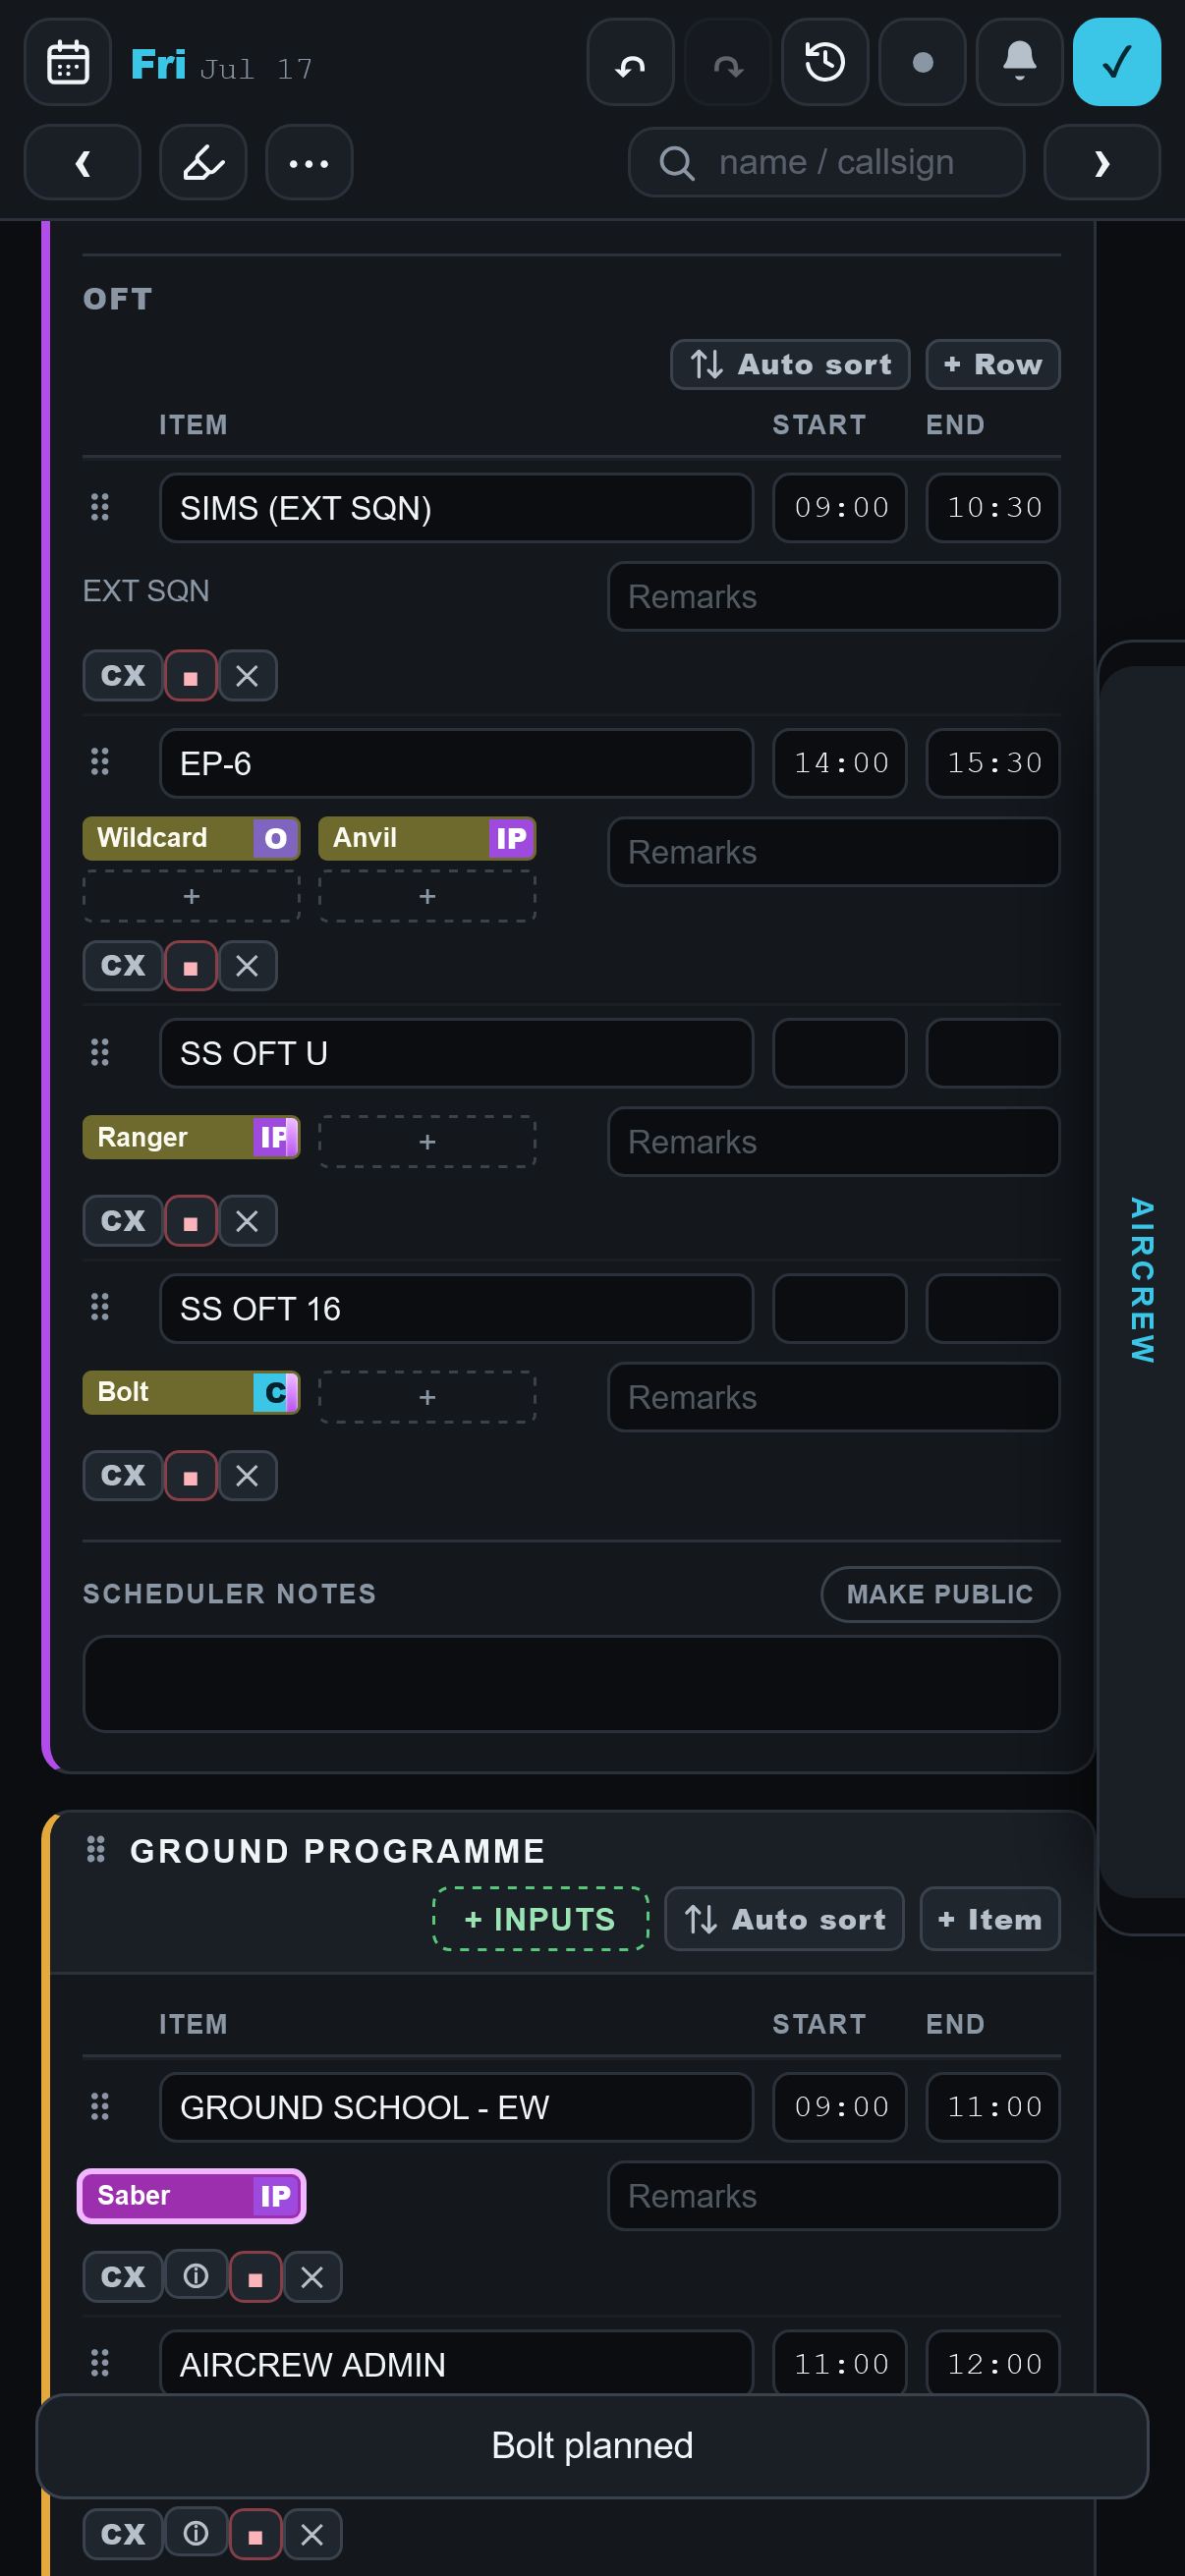 Fri Jul 17
name / callsign
OFT
Auto sort + Row
ITEM START END
SIMS (EXT SQN) 09:00 10:30
EXT SQN Remarks
CX
EP-6 14:00 15:30
Wildcard O Anvil IP Remarks
+ +
CX
SS OFT U
Ranger IP + Remarks
CX
SS OFT 16
Bolt C + Remarks
CX
SCHEDULER NOTES MAKE PUBLIC
AIRCREW
GROUND PROGRAMME
+ INPUTS Auto sort + Item
ITEM START END
GROUND SCHOOL - EW 09:00 11:00
Saber IP Remarks
CX
AIRCREW ADMIN 11:00 12:00
Bolt planned
CX